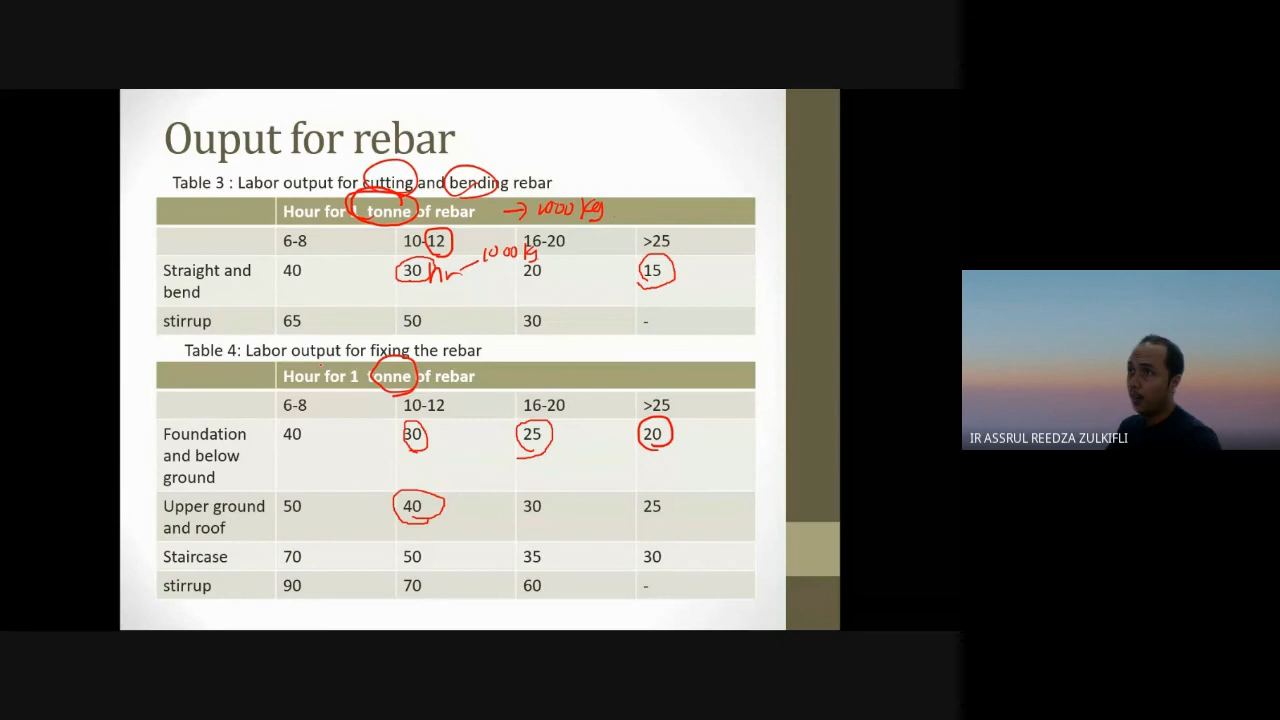 Ouput for rebar
Table 3 : Labor output for cutting and bending rebar
Hour for 1 tonne of rebar → 1000 kg
6-8 10-12 16-20 >25
1000 kg
Straight and bend 40 30 hr 20 15
stirrup 65 50 30 -
Table 4: Labor output for fixing the rebar
Hour for 1 tonne of rebar
6-8 10-12 16-20 >25
Foundation and below ground 40 30 25 20
Upper ground and roof 50 40 30 25
Staircase 70 50 35 30
stirrup 90 70 60 -
IR ASSRUL REEDZA ZULKIFLI